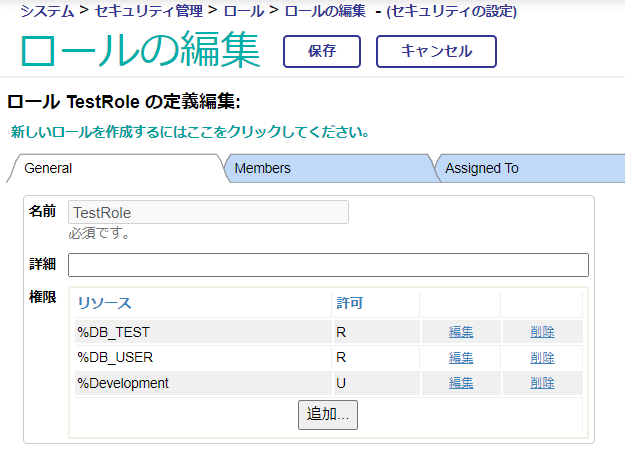 システム > セキュリティ管理 > ロール > ロールの編集 - (セキュリティの設定)
ロールの編集 保存 キャンセル
ロール TestRole の定義編集:
新しいロールを作成するにはここをクリックしてください。
General Members Assigned To
名前 TestRole
必須です。
詳細
権限 リソース 許可
%DB_TEST R 編集 削除
%DB_USER R 編集 削除
%Development U 編集 削除
追加...